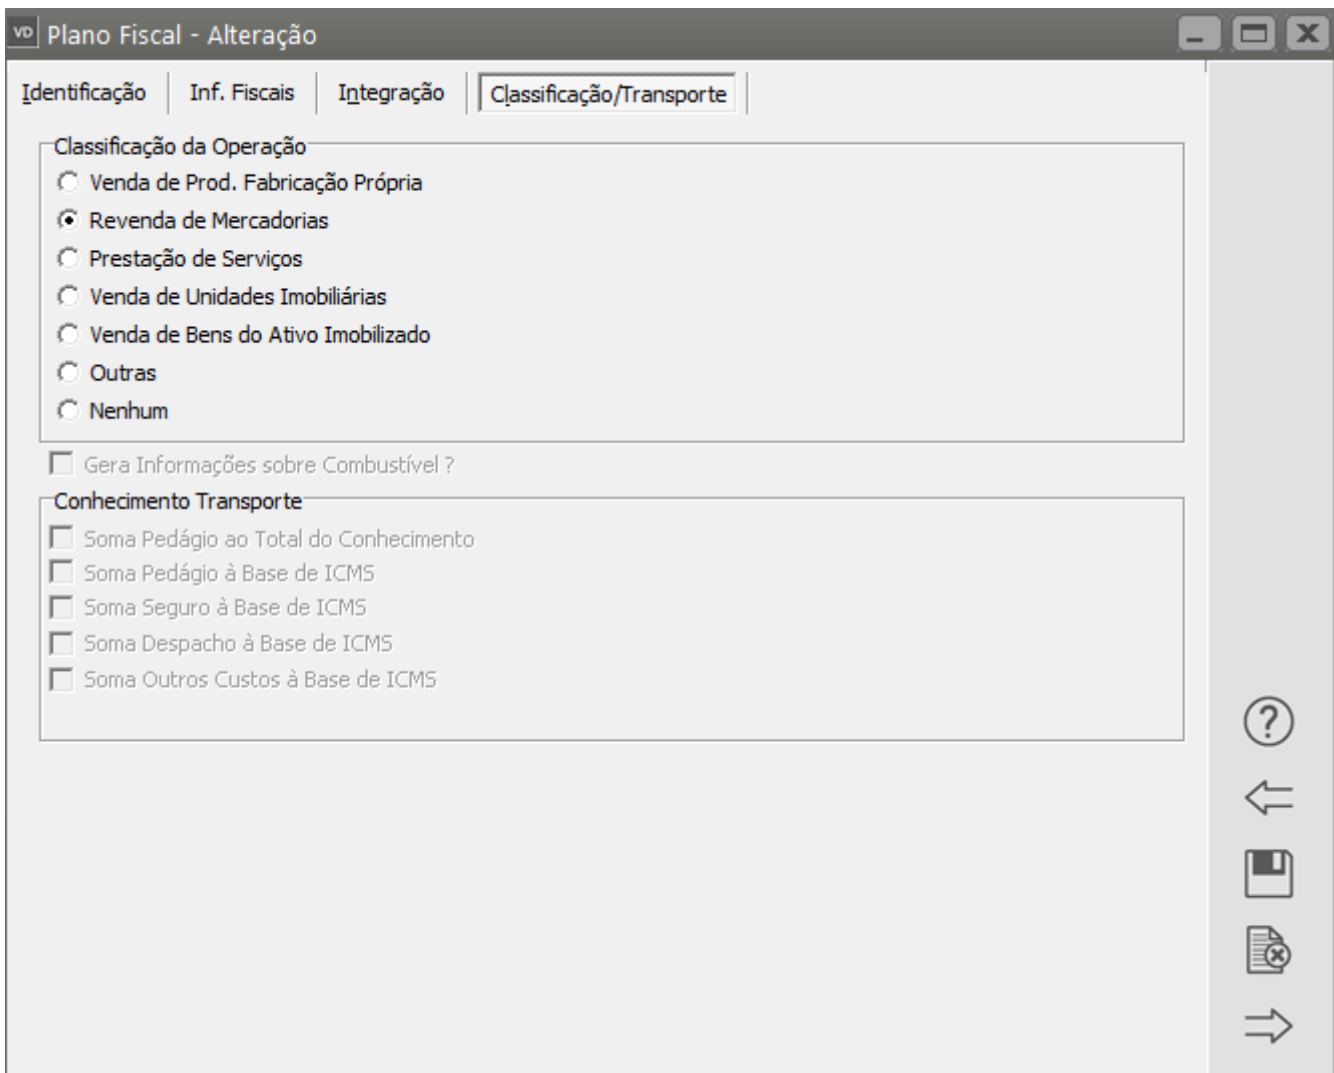 VD Plano Fiscal - Alteração
Identificação Inf. Fiscais Integração Classificação/Transporte
Classificação da Operação
Venda de Prod. Fabricação Própria
Revenda de Mercadorias
Prestação de Serviços
Venda de Unidades Imobiliárias
Venda de Bens do Ativo Imobilizado
Outras
Nenhum
Gera Informações sobre Combustível ?
Conhecimento Transporte
Soma Pedágio ao Total do Conhecimento
Soma Pedágio à Base de ICMS
Soma Seguro à Base de ICMS
Soma Despacho à Base de ICMS
Soma Outros Custos à Base de ICMS